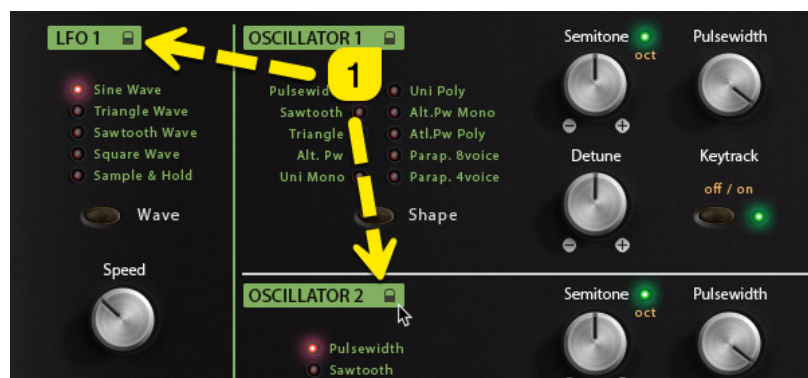 LFO 1
Sine Wave
Triangle Wave
Sawtooth Wave
Square Wave
Sample & Hold
Wave
Speed
OSCILLATOR 1
1
Sawtooth
Triangle
Alt. Pw
Uni Mono
Uni Poly
Alt.Pw Mono
Atl.Pw Poly
Parap. 8voice
Parap. 4voice
Shape
Semitone
oct
Pulsewidth
Detune
Keytrack
off / on
OSCILLATOR 2
Pulsewidth
Sawtooth
Semitone
oct
Pulsewidth